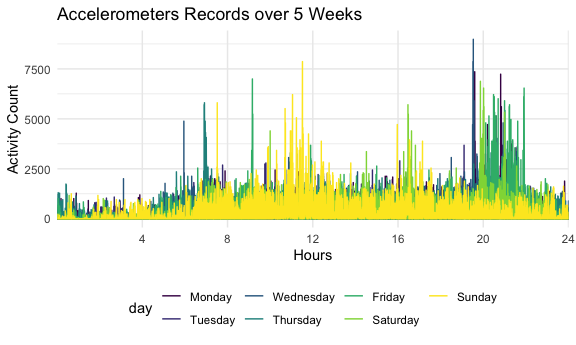 Accelerometers Records over 5 Weeks
Activity Count
7500
5000
2500
0
4 8 12 16 20 24
Hours
day
Monday Wednesday Friday Sunday
Tuesday Thursday Saturday